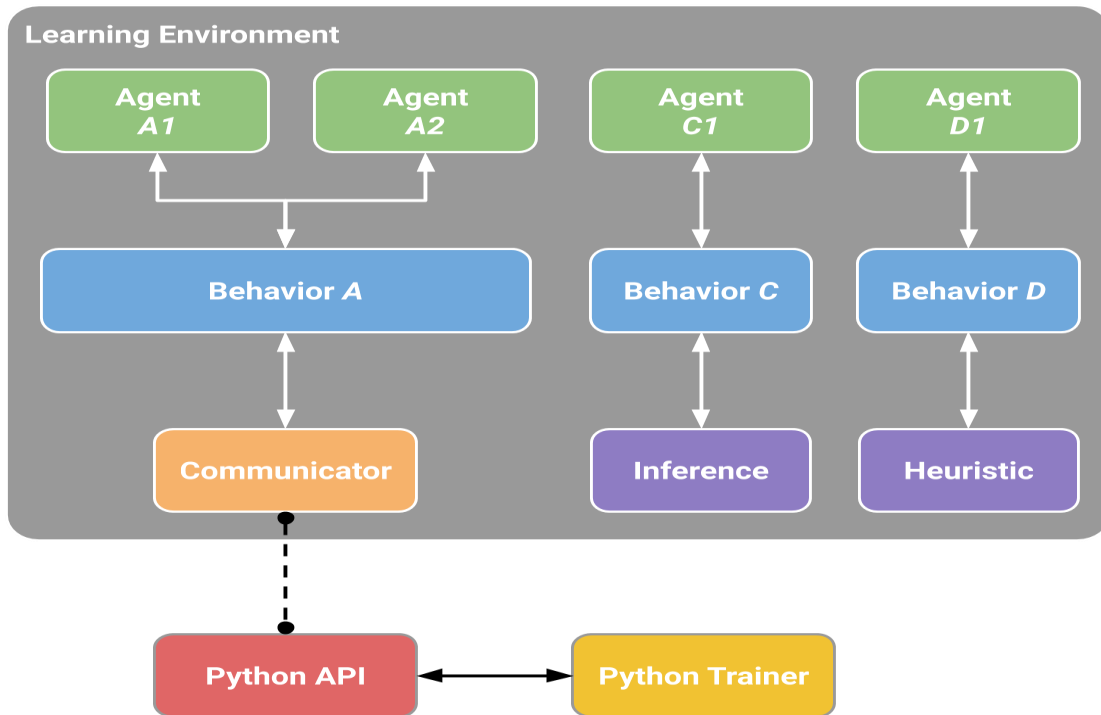 Learning Environment
Agent
A1
Agent
A2
Agent
C1
Agent
D1
Behavior A
Behavior C
Behavior D
Communicator
Inference
Heuristic
Python API
Python Trainer